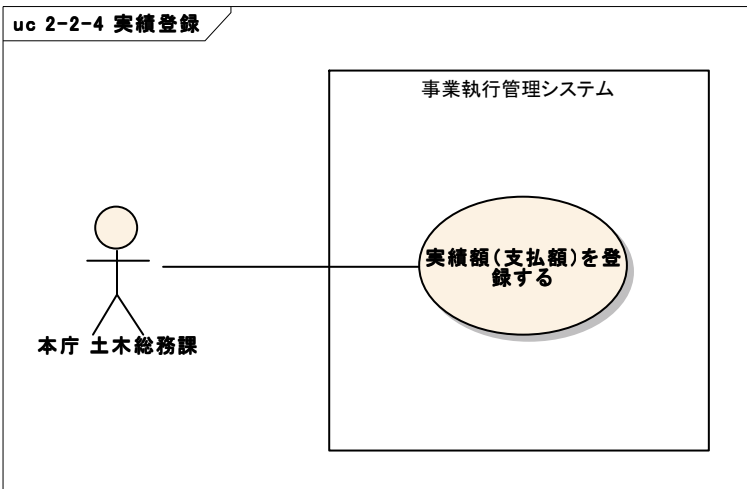 uc 2-2-4 実績登録
事業執行管理システム
実績額(支払額)を登
録する
本庁 土木総務課